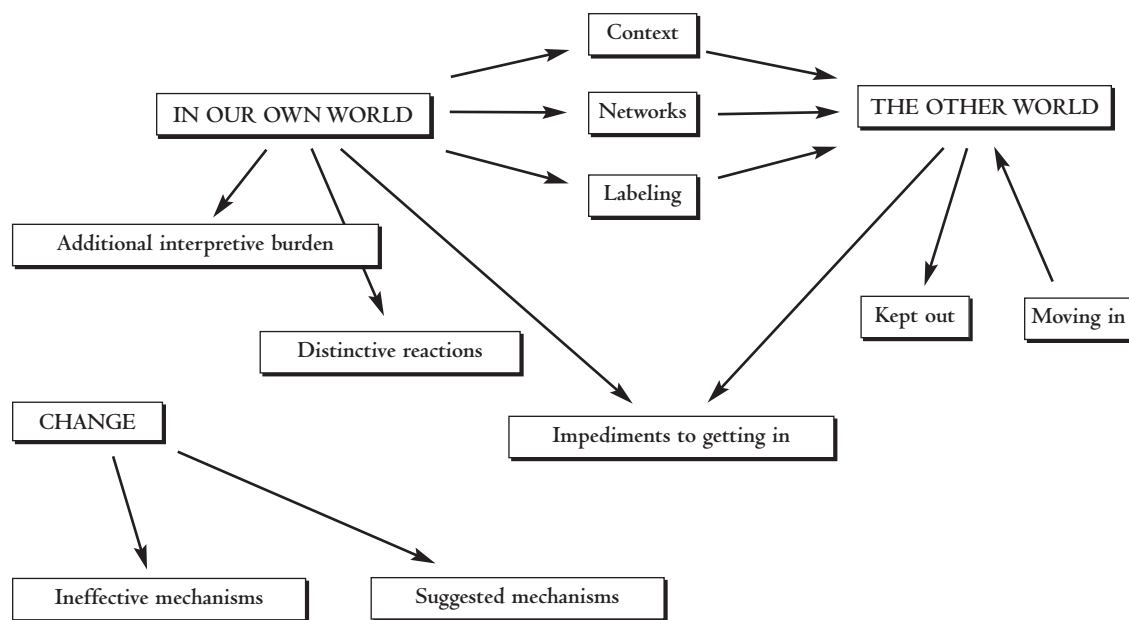 Context
IN OUR OWN WORLD
Networks
THE OTHER WORLD
Labeling
Additional interpretive burden
Kept out
Moving in
Distinctive reactions
CHANGE
Impediments to getting in
Ineffective mechanisms
Suggested mechanisms